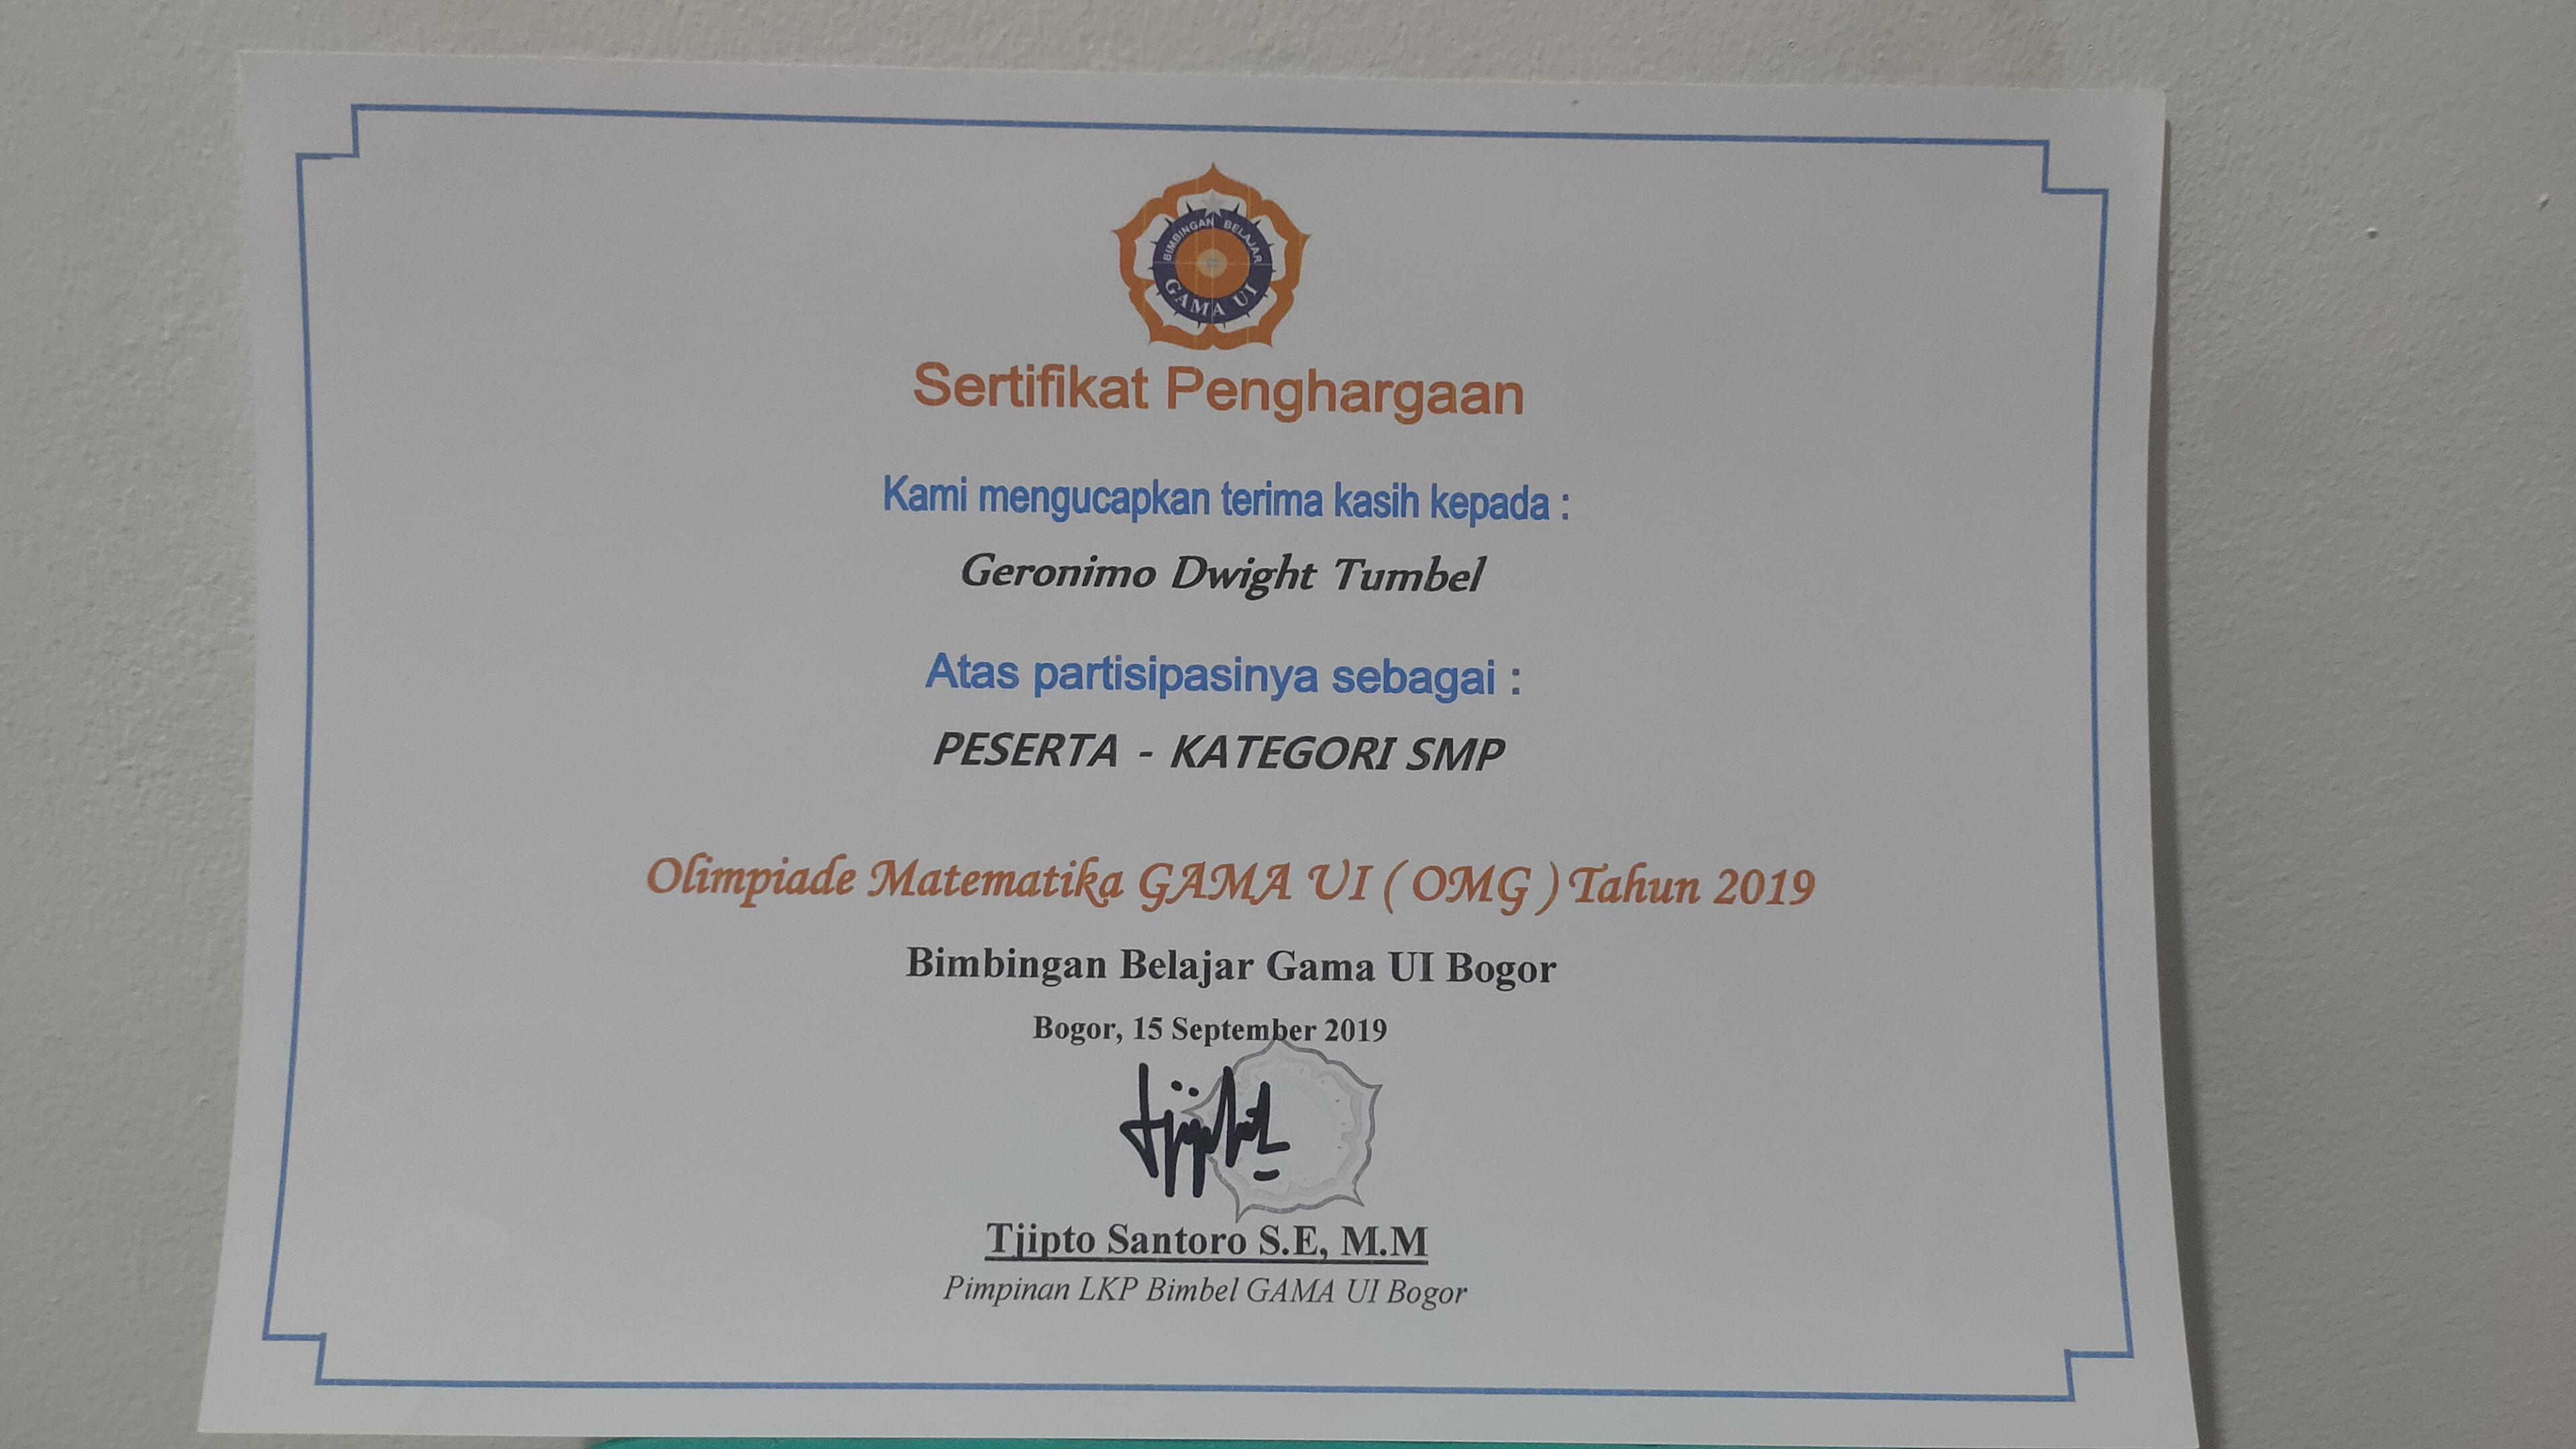 BIMBINGAN BELAJAR
GAMA UI
Sertifikat Penghargaan
Kami mengucapkan terima kasih kepada :
Geronimo Dwight Tumbel
Atas partisipasinya sebagai :
PESERTA - KATEGORI SMP
Olimpiade Matematika GAMA UI ( OMG ) Tahun 2019
Bimbingan Belajar Gama UI Bogor
Bogor, 15 September 2019
Tjipto Santoro S.E, M.M
Pimpinan LKP Bimbel GAMA UI Bogor